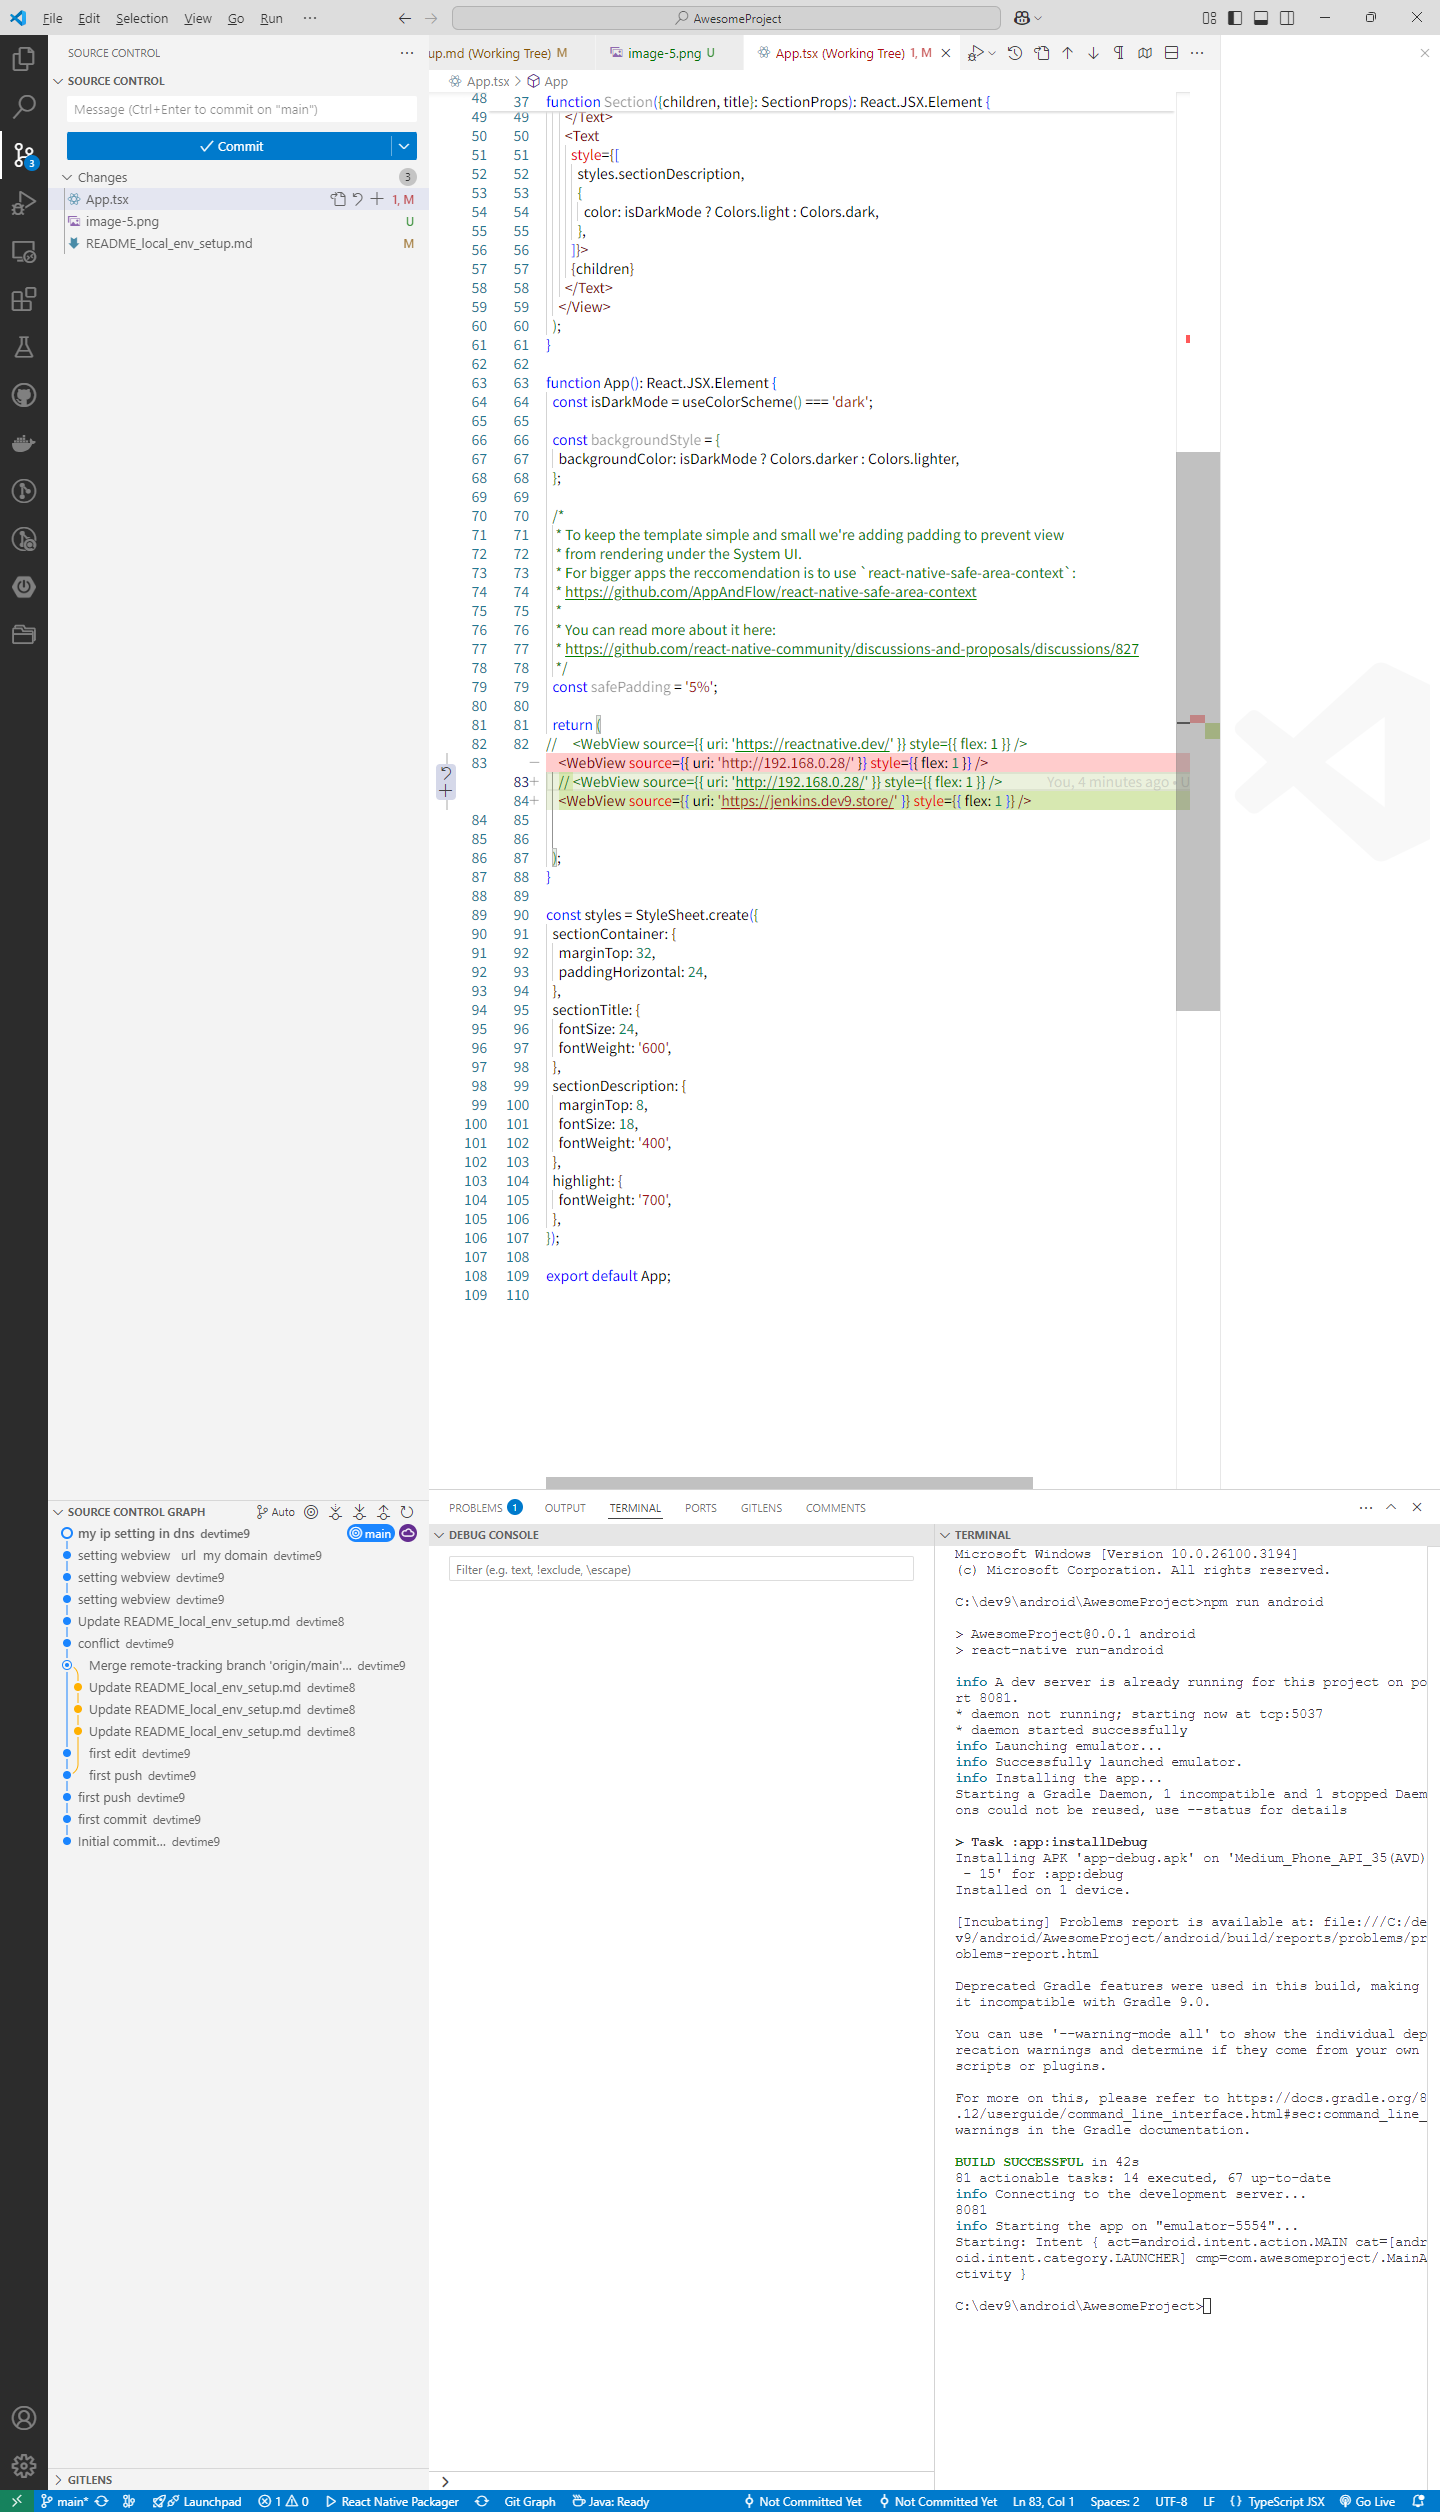 File Edit Selection View Go Run ··· AwesomeProject
SOURCE CONTROL
SOURCE CONTROL
Message (Ctrl+Enter to commit on "main")
Commit
Changes 3
App.tsx 1, M
image-5.png U
README_local_env_setup.md M
3
SOURCE CONTROL GRAPH Auto
my ip setting in dns devtime9 main
setting webview url my domain devtime9
setting webview devtime9
setting webview devtime9
Update README_local_env_setup.md devtime8
conflict devtime9
Merge remote-tracking branch 'origin/main'... devtime9
Update README_local_env_setup.md devtime8
Update README_local_env_setup.md devtime8
Update README_local_env_setup.md devtime8
first edit devtime9
first push devtime9
first push devtime9
first commit devtime9
Initial commit... devtime9
GITLENS
up.md (Working Tree) M image-5.png U App.tsx (Working Tree) 1, M
App.tsx > App
48 37 function Section({children, title}: SectionProps): React.JSX.Element {
49 49 </Text>
50 50 <Text
51 51 style={[
52 52 styles.sectionDescription,
53 53 {
54 54 color: isDarkMode ? Colors.light : Colors.dark,
55 55 },
56 56 ]}>
57 57 {children}
58 58 </Text>
59 59 </View>
60 60 );
61 61 }
62 62
63 63 function App(): React.JSX.Element {
64 64 const isDarkMode = useColorScheme() === 'dark';
65 65
66 66 const backgroundStyle = {
67 67 backgroundColor: isDarkMode ? Colors.darker : Colors.lighter,
68 68 };
69 69
70 70 /*
71 71 * To keep the template simple and small we're adding padding to prevent view
72 72 * from rendering under the System UI.
73 73 * For bigger apps the reccomendation is to use `react-native-safe-area-context`:
74 74 * https://github.com/AppAndFlow/react-native-safe-area-context
75 75 *
76 76 * You can read more about it here:
77 77 * https://github.com/react-native-community/discussions-and-proposals/discussions/827
78 78 */
79 79 const safePadding = '5%';
80 80
81 81 return (
82 82 // <WebView source={{ uri: 'https://reactnative.dev/' }} style={{ flex: 1 }} />
83 − <WebView source={{ uri: 'http://192.168.0.28/' }} style={{ flex: 1 }} />
83+ // <WebView source={{ uri: 'http://192.168.0.28/' }} style={{ flex: 1 }} /> You, 4 minutes ago • U
84+ <WebView source={{ uri: 'https://jenkins.dev9.store/' }} style={{ flex: 1 }} />
84 85
85 86
86 87 );
87 88 }
88 89
89 90 const styles = StyleSheet.create({
90 91 sectionContainer: {
91 92 marginTop: 32,
92 93 paddingHorizontal: 24,
93 94 },
94 95 sectionTitle: {
95 96 fontSize: 24,
96 97 fontWeight: '600',
97 98 },
98 99 sectionDescription: {
99 100 marginTop: 8,
100 101 fontSize: 18,
101 102 fontWeight: '400',
102 103 },
103 104 highlight: {
104 105 fontWeight: '700',
105 106 },
106 107 });
107 108
108 109 export default App;
109 110
PROBLEMS 1 OUTPUT TERMINAL PORTS GITLENS COMMENTS
DEBUG CONSOLE
Filter (e.g. text, !exclude, \escape)
TERMINAL
Microsoft Windows [Version 10.0.26100.3194]
(c) Microsoft Corporation. All rights reserved.
C:\dev9\android\AwesomeProject>npm run android
> AwesomeProject@0.0.1 android
> react-native run-android
info A dev server is already running for this project on po
rt 8081.
* daemon not running; starting now at tcp:5037
* daemon started successfully
info Launching emulator...
info Successfully launched emulator.
info Installing the app...
Starting a Gradle Daemon, 1 incompatible and 1 stopped Daem
ons could not be reused, use --status for details
> Task :app:installDebug
Installing APK 'app-debug.apk' on 'Medium_Phone_API_35(AVD)
- 15' for :app:debug
Installed on 1 device.
[Incubating] Problems report is available at: file:///C:/de
v9/android/AwesomeProject/android/build/reports/problems/pr
oblems-report.html
Deprecated Gradle features were used in this build, making
it incompatible with Gradle 9.0.
You can use '--warning-mode all' to show the individual dep
recation warnings and determine if they come from your own
scripts or plugins.
For more on this, please refer to https://docs.gradle.org/8
.12/userguide/command_line_interface.html#sec:command_line_
warnings in the Gradle documentation.
BUILD SUCCESSFUL in 42s
81 actionable tasks: 14 executed, 67 up-to-date
info Connecting to the development server...
8081
info Starting the app on "emulator-5554"...
Starting: Intent { act=android.intent.action.MAIN cat=[andr
oid.intent.category.LAUNCHER] cmp=com.awesomeproject/.MainA
ctivity }
C:\dev9\android\AwesomeProject>
main* Launchpad 1 0 React Native Packager Git Graph Java: Ready Not Committed Yet Not Committed Yet Ln 83, Col 1 Spaces: 2 UTF-8 LF {} TypeScript JSX Go Live